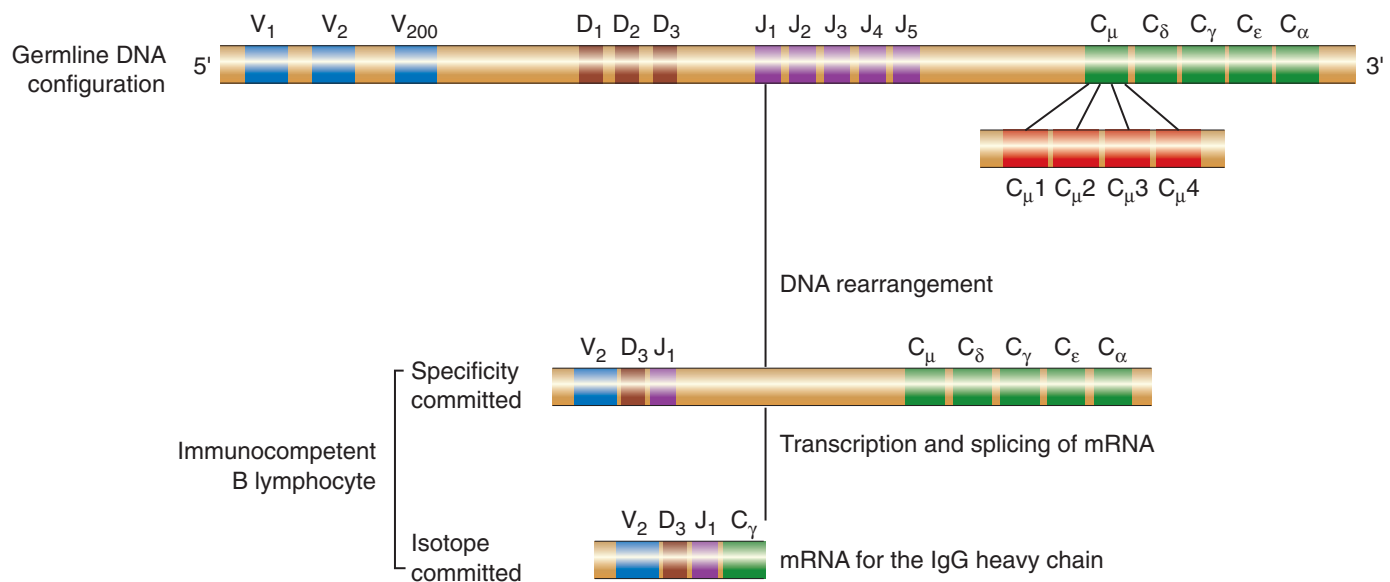 V₁ V₂ V₂₀₀ D₁ D₂ D₃ J₁ J₂ J₃ J₄ J₅ Cμ Cδ Cγ Cε Cα
Germline DNA
configuration
5' 3'
Cμ1 Cμ2 Cμ3 Cμ4
DNA rearrangement
V₂ D₃ J₁ Cμ Cδ Cγ Cε Cα
Specificity
committed
Transcription and splicing of mRNA
Immunocompetent
B lymphocyte
V₂ D₃ J₁ Cγ
Isotope
committed
mRNA for the IgG heavy chain